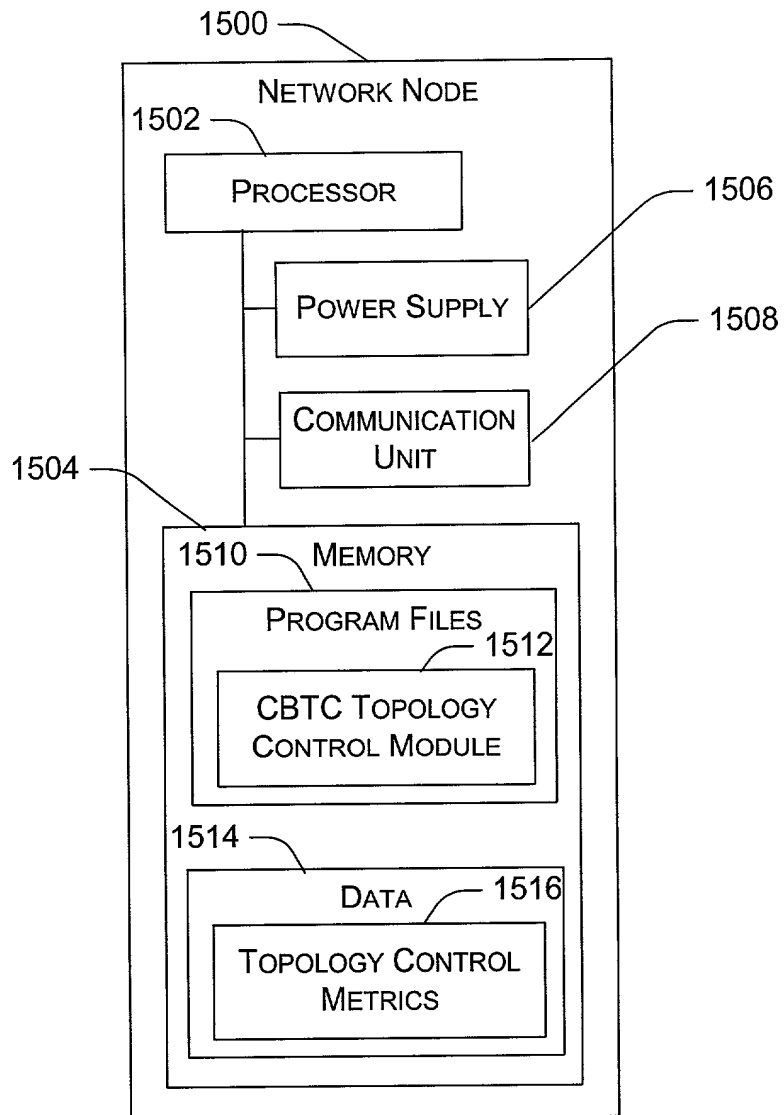 1500
NETWORK NODE
1502
PROCESSOR
1506
POWER SUPPLY
1508
COMMUNICATION
UNIT
1504
1510
MEMORY
PROGRAM FILES
1512
CBTC TOPOLOGY
CONTROL MODULE
1514
DATA
1516
TOPOLOGY CONTROL
METRICS